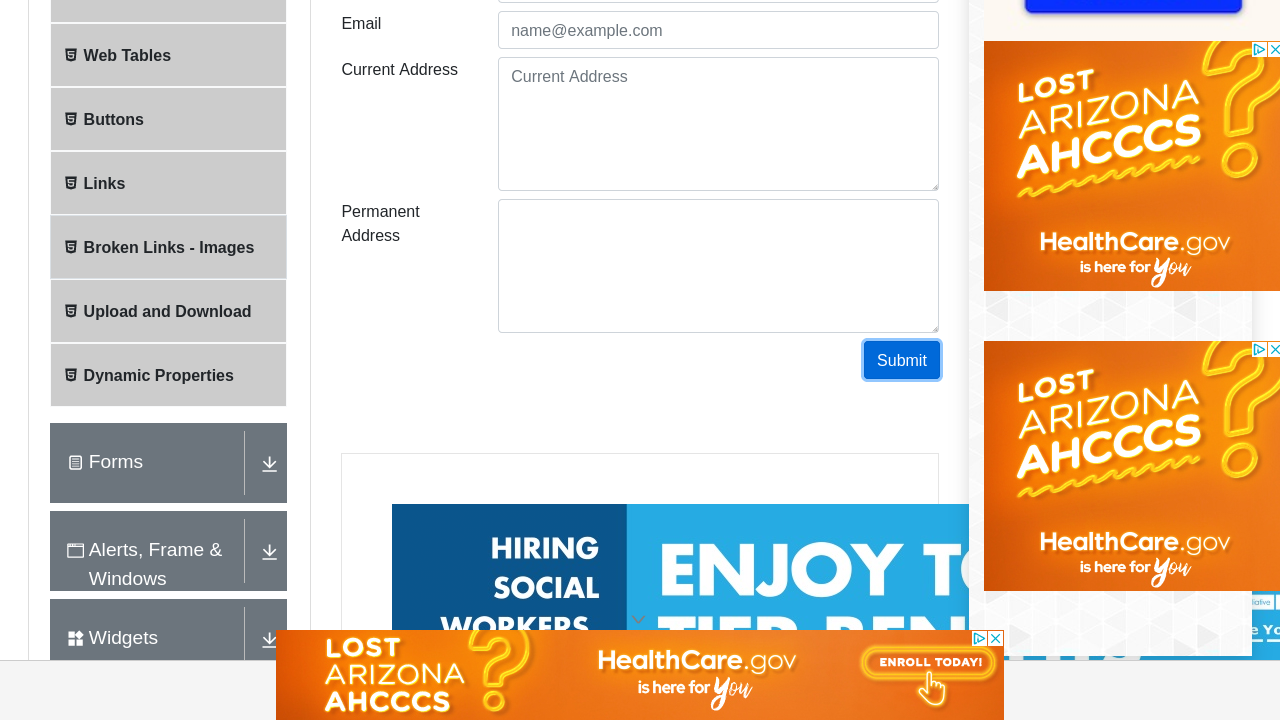 Web Tables
Buttons
Links
Broken Links - Images
Upload and Download
Dynamic Properties
Forms
Alerts, Frame &
Windows
Widgets
Email
name@example.com
Current Address
Current Address
Permanent
Address
Submit
HIRING
SOCIAL
WORKERS
ENJOY
LOST
ARIZONA
AHCCCS
?
HealthCare.gov
is here for you
LOST
ARIZONA
AHCCCS
?
HealthCare.gov
is here for you
LOST
ARIZONA
AHCCCS
?
HealthCare.gov
is here for you
ENROLL TODAY!